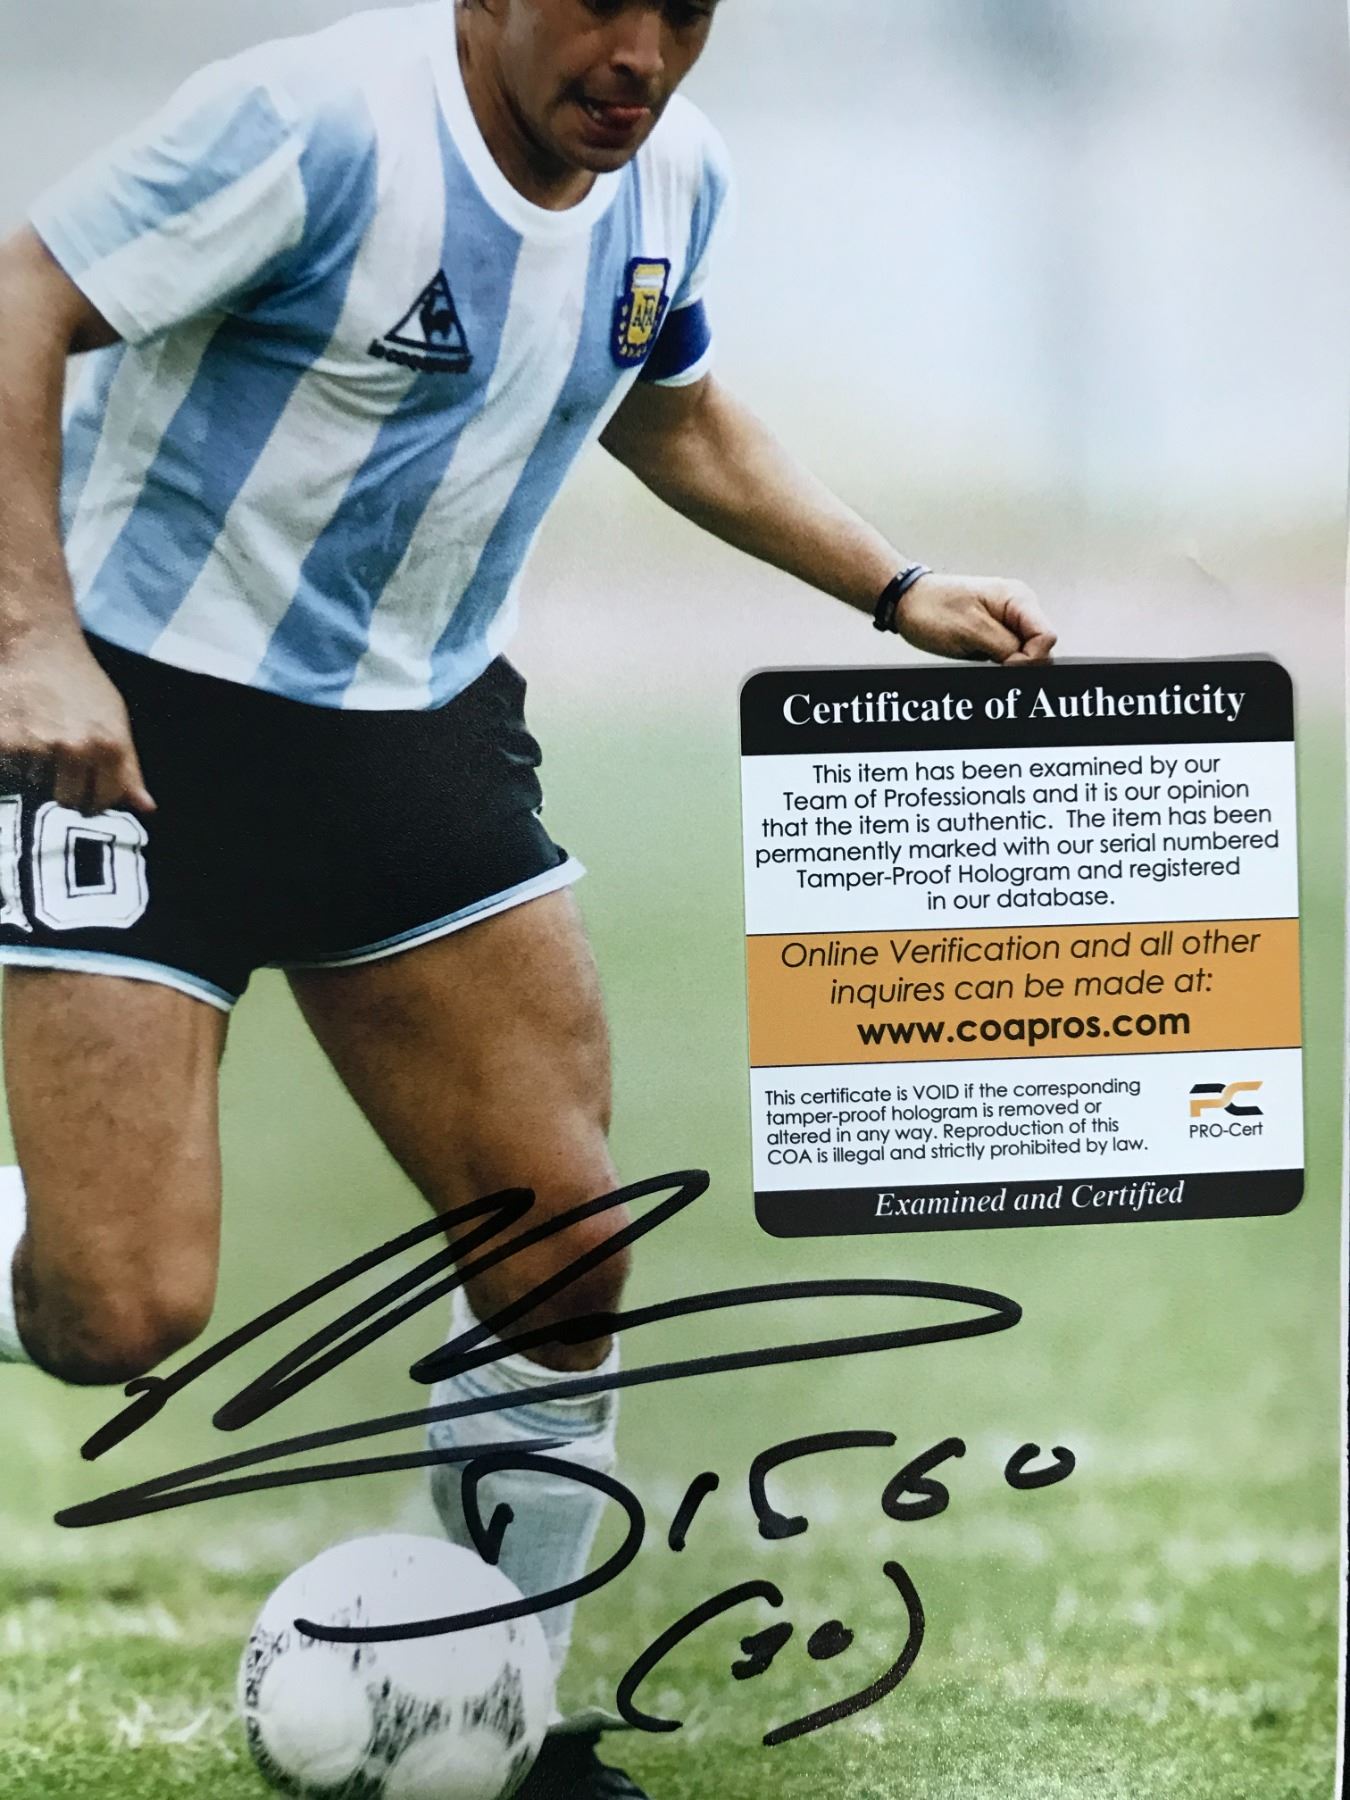 AFA
10
Certificate of Authenticity
This item has been examined by our
Team of Professionals and it is our opinion
that the item is authentic. The item has been
permanently marked with our serial numbered
Tamper-Proof Hologram and registered
in our database.
Online Verification and all other
inquires can be made at:
www.coapros.com
This certificate is VOID if the corresponding
tamper-proof hologram is removed or
altered in any way. Reproduction of this
COA is illegal and strictly prohibited by law.
PC
PRO-Cert
Examined and Certified
DIEGO
(10)